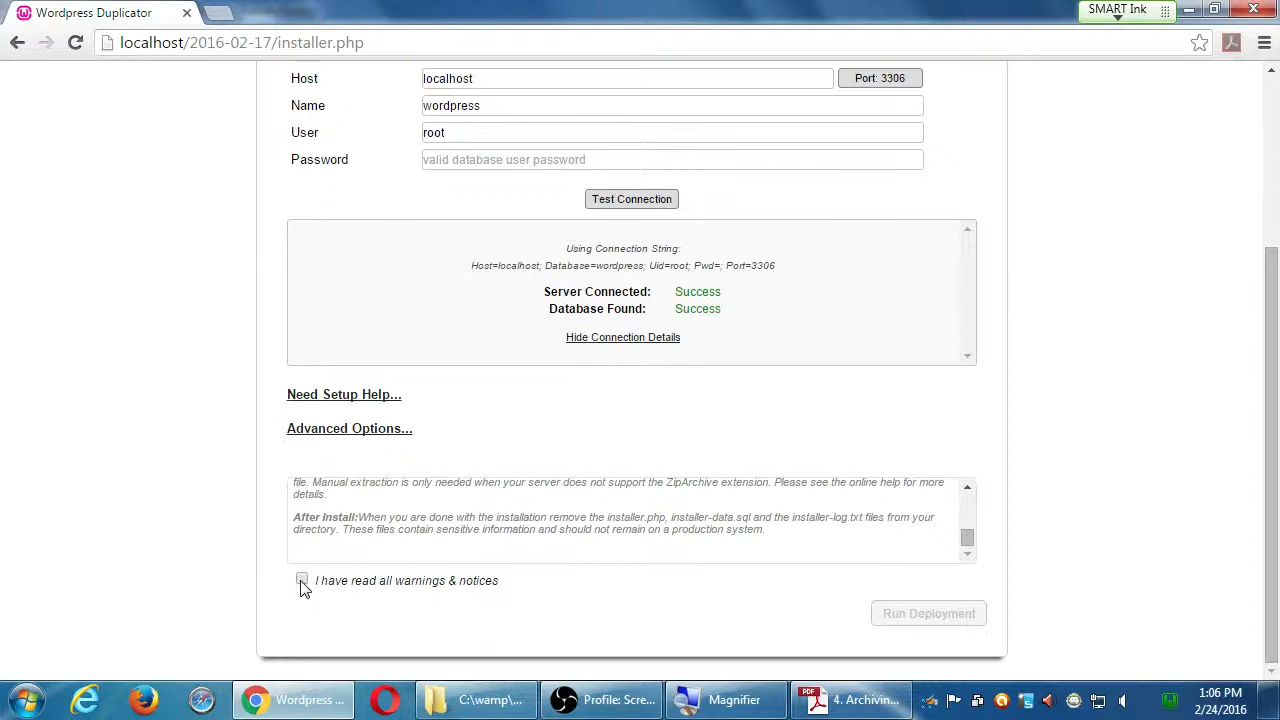 Wordpress Duplicator
SMART Ink
localhost/2016-02-17/installer.php
Host
localhost
Port: 3306
Name
wordpress
User
root
Password
valid database user password
Test Connection
Using Connection String:
Host=localhost; Database=wordpress; Uid=root; Pwd=; Port=3306
Server Connected: Success
Database Found: Success
Hide Connection Details
Need Setup Help...
Advanced Options...
file. Manual extraction is only needed when your server does not support the ZipArchive extension. Please see the online help for more
details.
After Install:When you are done with the installation remove the installer.php, installer-data.sql and the installer-log.txt files from your
directory. These files contain sensitive information and should not remain on a production system.
I have read all warnings & notices
Run Deployment
Wordpress ...
C:\wamp\...
Profile: Scre...
Magnifier
PDF
4. Archivin...
1:06 PM
2/24/2016